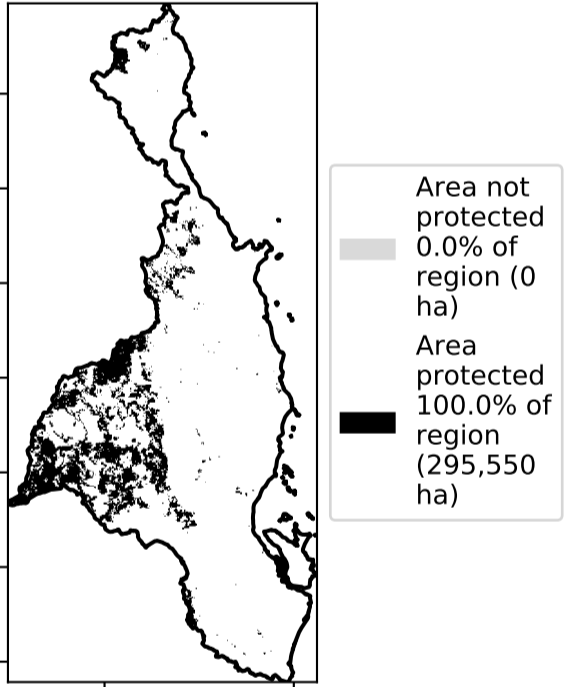 Area not
protected
0.0% of
region (0
ha)
Area
protected
100.0% of
region
(295,550
ha)